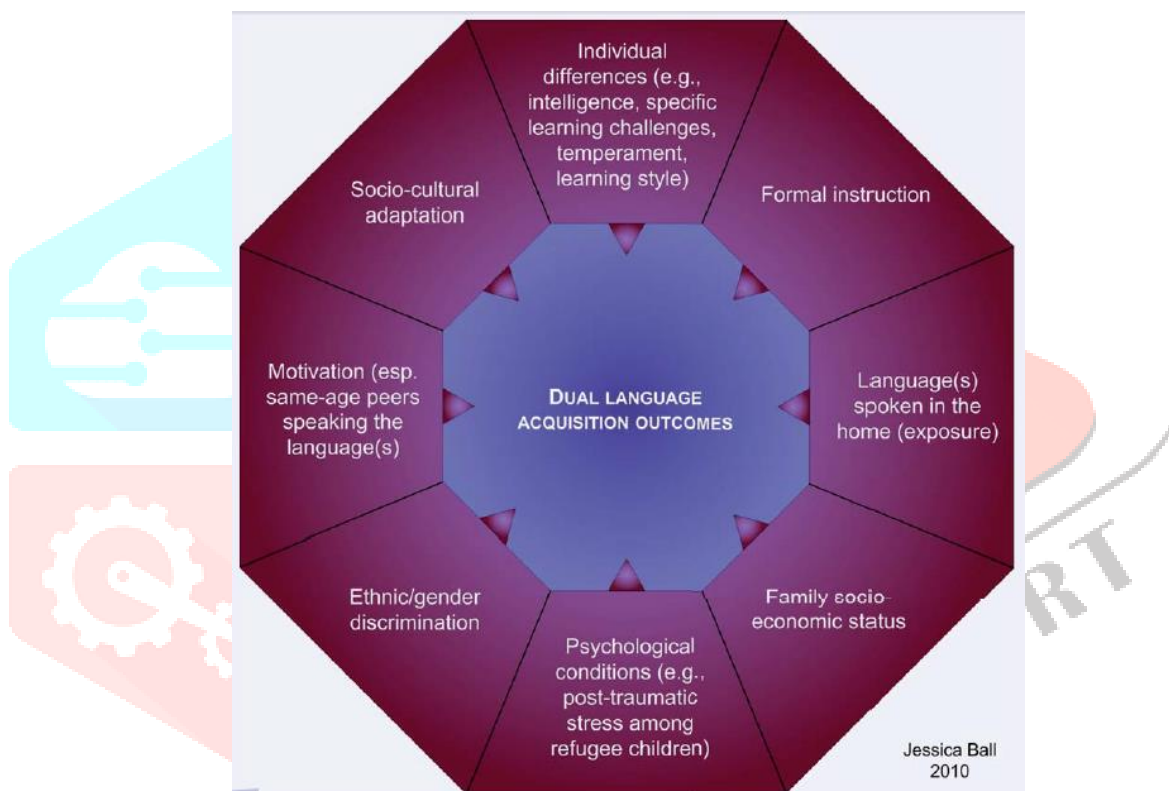 Individual
differences (e.g.,
intelligence, specific
learning challenges,
temperament,
learning style)
Formal instruction
Language(s)
spoken in the
home (exposure)
Family socio-
economic status
Psychological
conditions (e.g.,
post-traumatic
stress among
refugee children)
Ethnic/gender
discrimination
Motivation (esp.
same-age peers
speaking the
language(s)
Socio-cultural
adaptation
DUAL LANGUAGE
ACQUISITION OUTCOMES
Jessica Ball
2010
RT